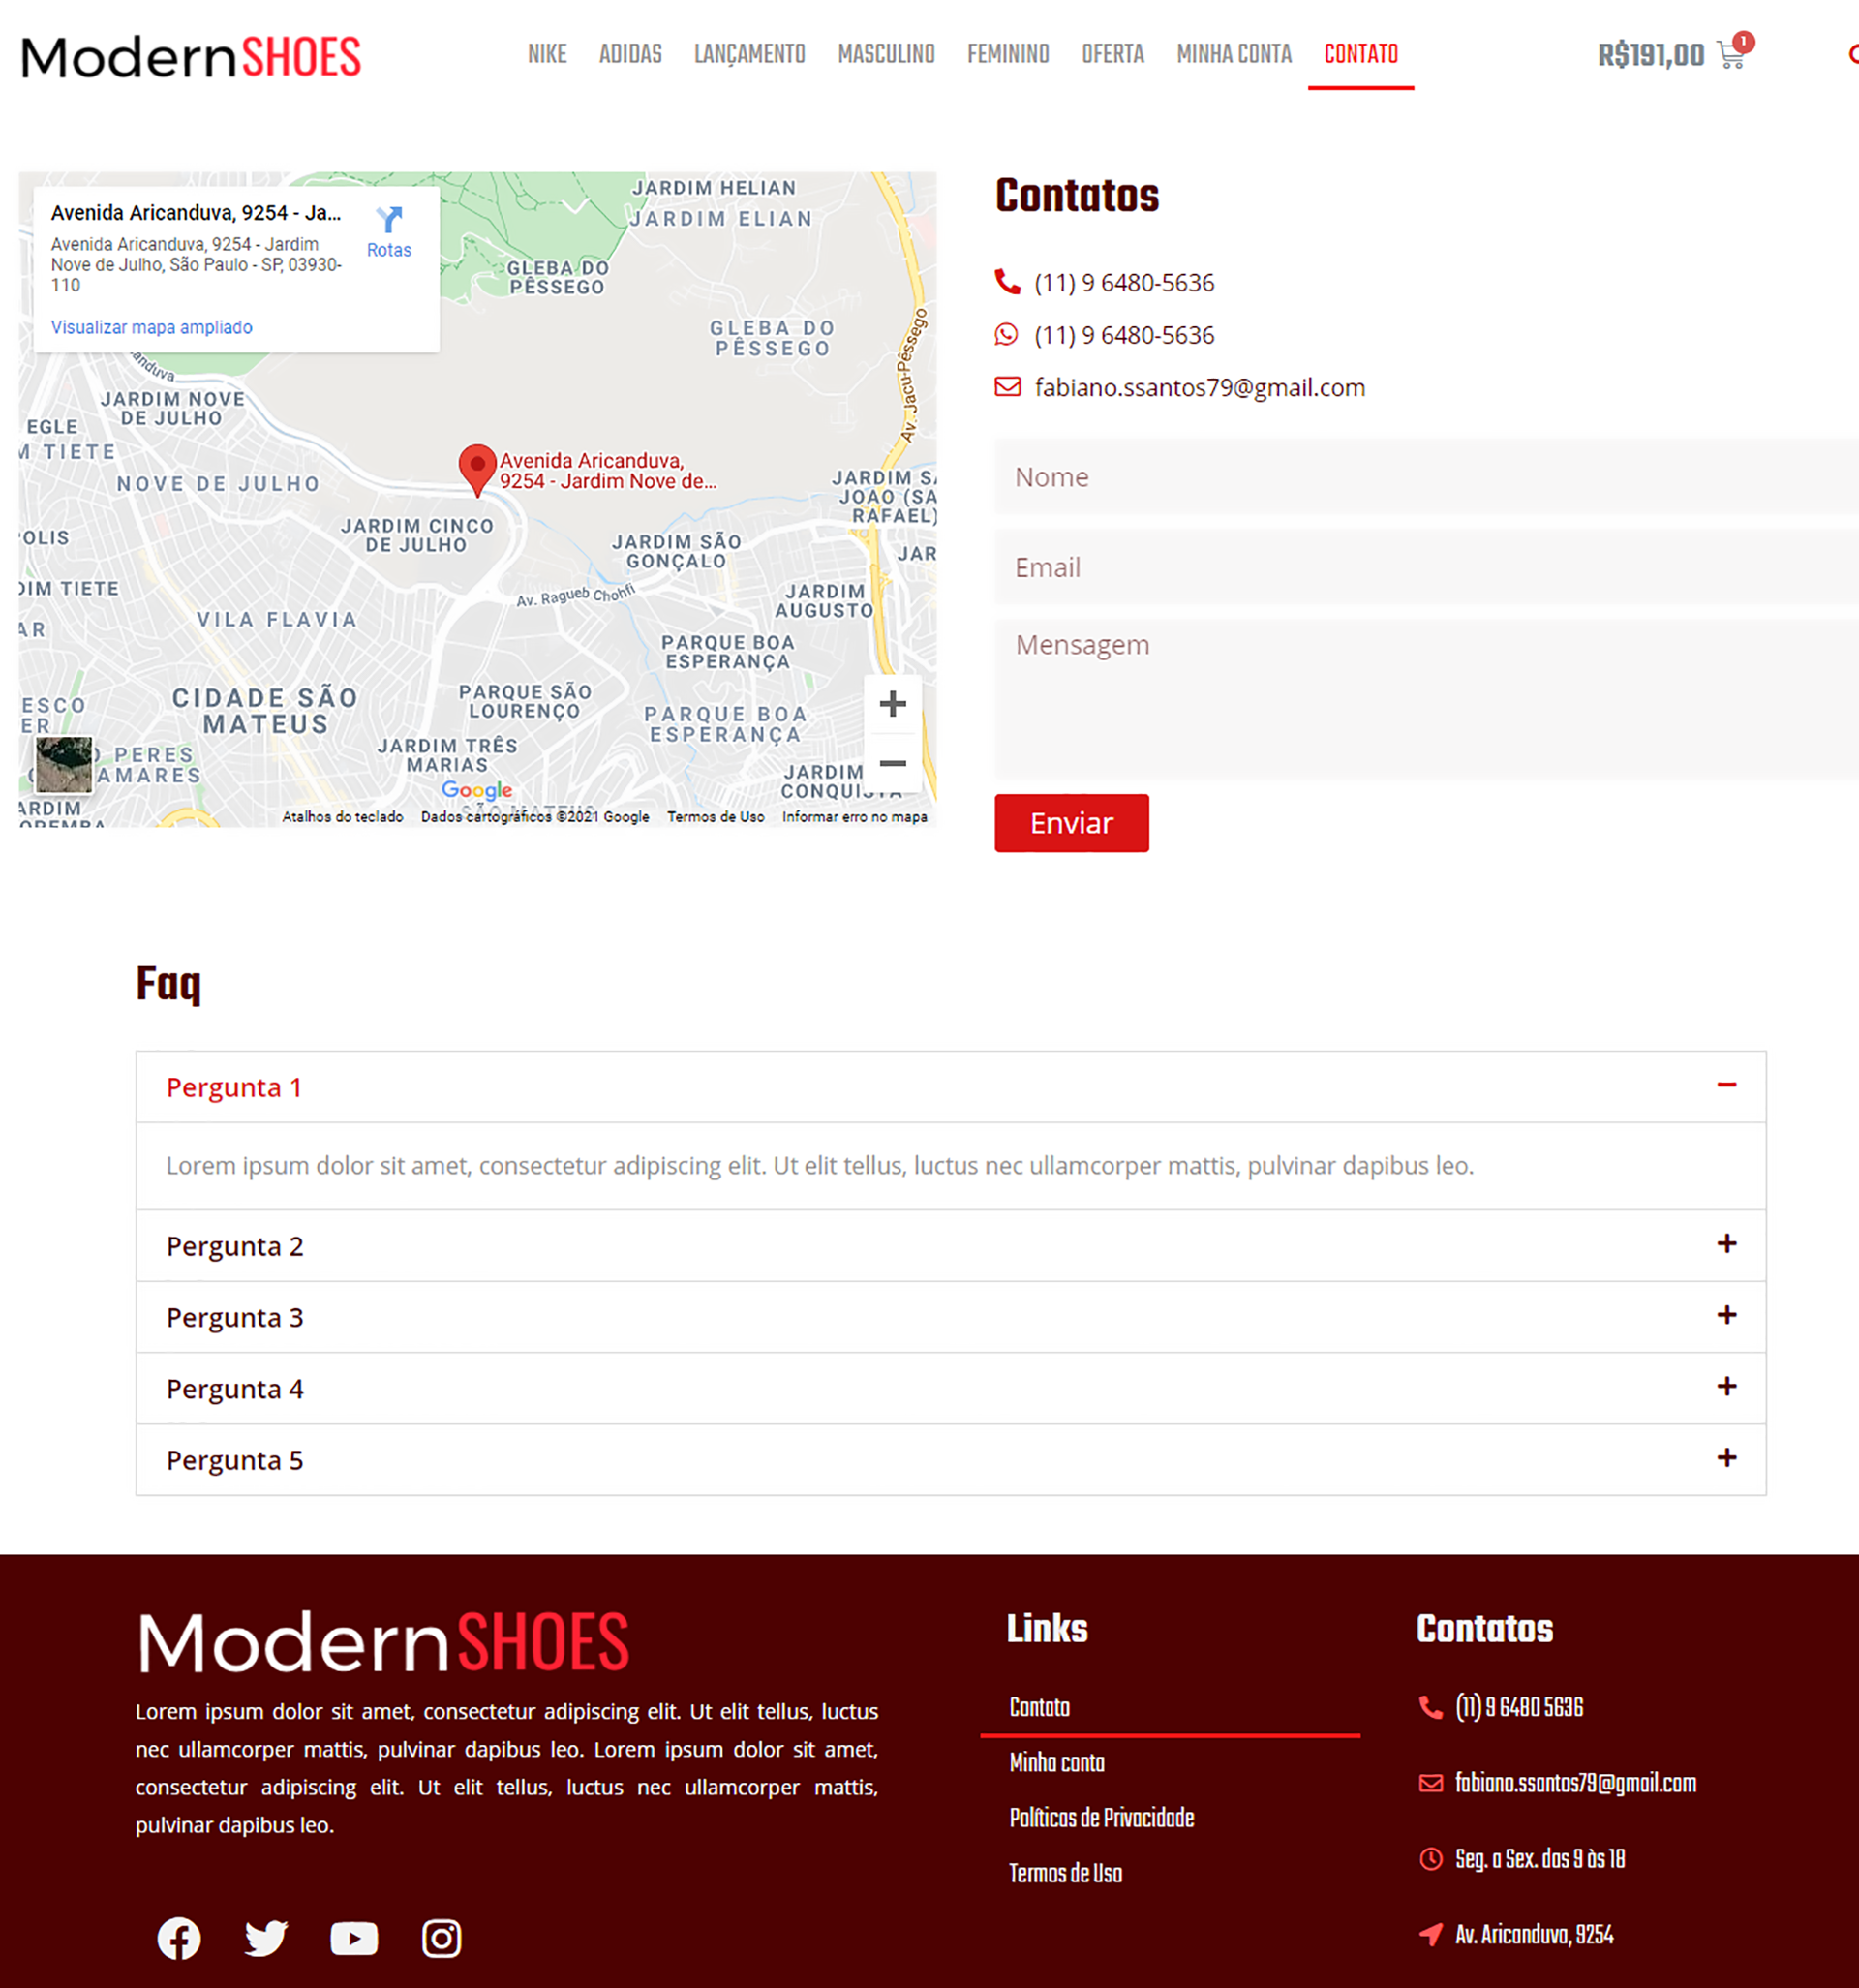 ModernSHOES
NIKE ADIDAS LANÇAMENTO MASCULINO FEMININO OFERTA MINHA CONTA CONTATO
R$191,00 1
Avenida Aricanduva, 9254 - Ja...
Avenida Aricanduva, 9254 - Jardim
Nove de Julho, São Paulo - SP, 03930-
110
Rotas
Visualizar mapa ampliado
JARDIM HELIAN
JARDIM ELIAN
GLEBA DO
PÊSSEGO
GLEBA DO
PÊSSEGO
Av. Jacu-Pêssego
anduva
JARDIM NOVE
DE JULHO
EGLE
M TIETE
NOVE DE JULHO
Avenida Aricanduva,
9254 - Jardim Nove de...
JARDIM SA
JOAO (SA
RAFAEL)
JARDIM CINCO
DE JULHO
OLIS
JARDIM SÃO
GONÇALO
JAR
DIM TIETE
Av. Ragueb Chohfi
JARDIM
AUGUSTO
VILA FLAVIA
AR
PARQUE BOA
ESPERANÇA
CIDADE SÃO
MATEUS
PARQUE SÃO
LOURENÇO
ESCO
ER
PARQUE BOA
ESPERANÇA
PERES
AMARES
JARDIM TRÊS
MARIAS
JARDIM
CONQUISTA
Google
SÃO MATEUS
ARDIM
OREMBA
Atalhos do teclado Dados cartográficos ©2021 Google Termos de Uso Informar erro no mapa
Contatos
(11) 9 6480-5636
(11) 9 6480-5636
fabiano.ssantos79@gmail.com
Nome
Email
Mensagem
Enviar
Faq
Pergunta 1
Lorem ipsum dolor sit amet, consectetur adipiscing elit. Ut elit tellus, luctus nec ullamcorper mattis, pulvinar dapibus leo.
Pergunta 2
Pergunta 3
Pergunta 4
Pergunta 5
ModernSHOES
Lorem ipsum dolor sit amet, consectetur adipiscing elit. Ut elit tellus, luctus
nec ullamcorper mattis, pulvinar dapibus leo. Lorem ipsum dolor sit amet,
consectetur adipiscing elit. Ut elit tellus, luctus nec ullamcorper mattis,
pulvinar dapibus leo.
Links
Contato
Minha conta
Políticas de Privacidade
Termos de Uso
Contatos
(11) 9 6480 5636
fabiano.ssantos79@gmail.com
Seg. a Sex. das 9 às 18
Av. Aricanduva, 9254